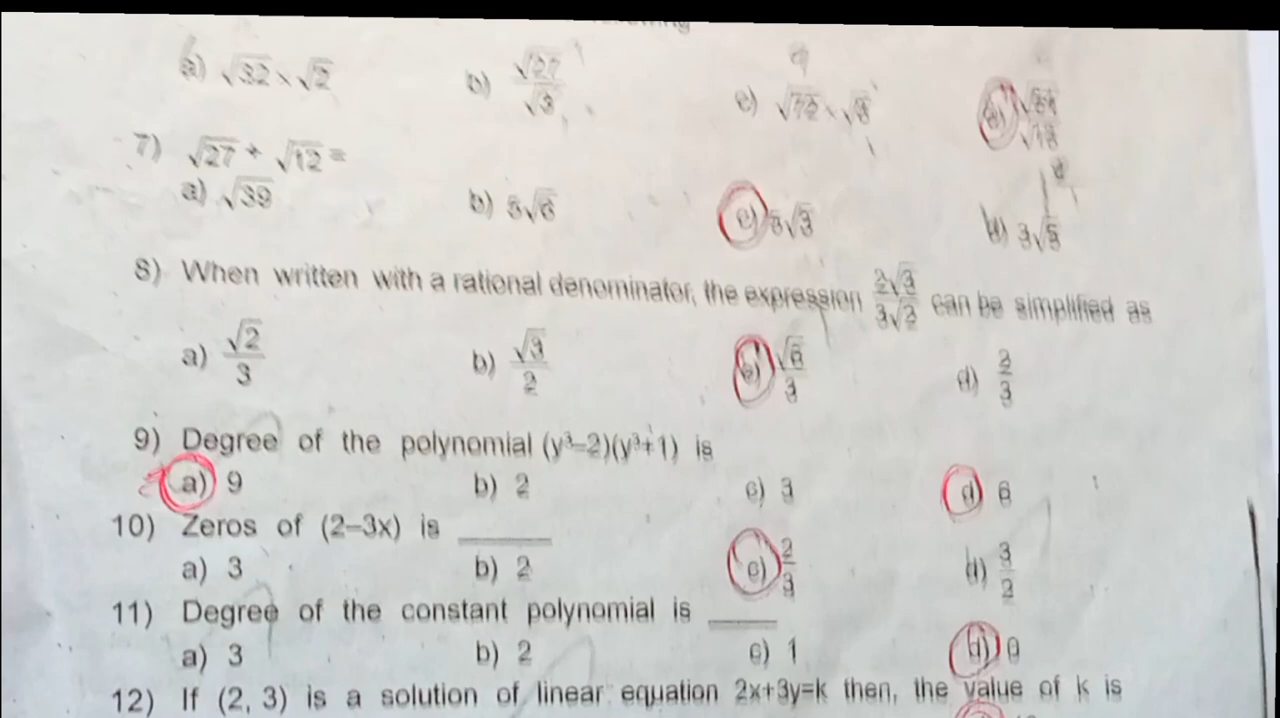 a) √32 × √2 b) √27/√3 c) √72 × √8 d)
7) √27 + √12 =
a) √39 b) 5√6 c) 5√3 d) 3√5
8) When written with a rational denominator, the expression 2√3/3√2 can be simplified as
a) √2/3 b) √3/2 c) √6/3 d) 2/3
9) Degree of the polynomial (y³–2)(y³+1) is
a) 9 b) 2 c) 3 d) 6
10) Zeros of (2–3x) is ______
a) 3 b) 2 c) 2/3 d) 3/2
11) Degree of the constant polynomial is _____
a) 3 b) 2 c) 1 d) 0
12) If (2, 3) is a solution of linear equation 2x+3y=k then, the value of k is